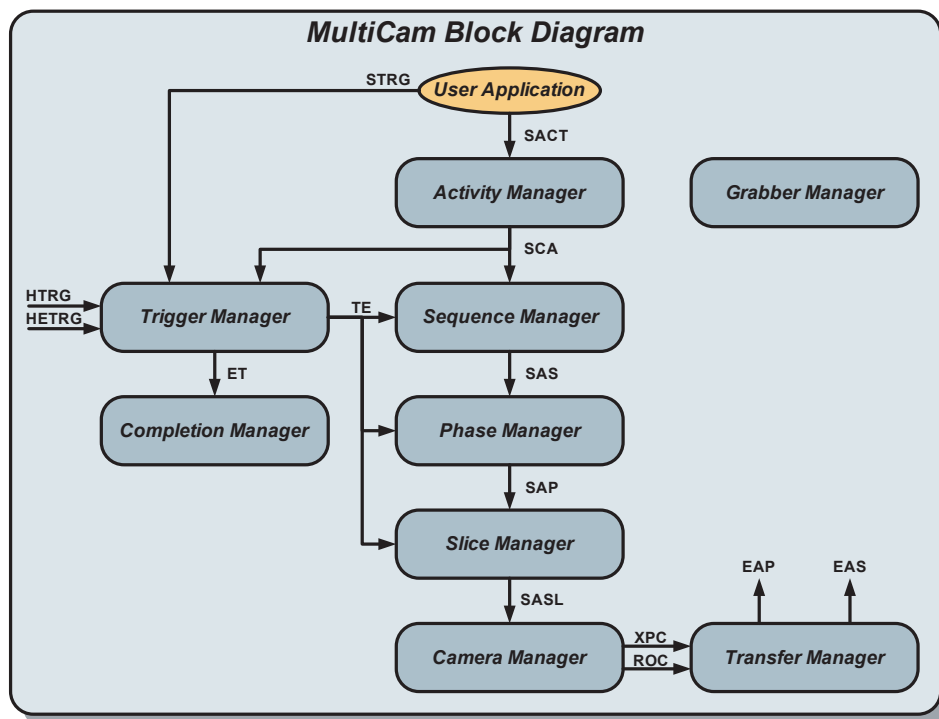 MultiCam Block Diagram
STRG
User Application
SACT
Activity Manager
Grabber Manager
SCA
HTRG
HETRG
Trigger Manager
TE
Sequence Manager
ET
SAS
Completion Manager
Phase Manager
SAP
Slice Manager
EAP
EAS
SASL
Camera Manager
XPC
ROC
Transfer Manager